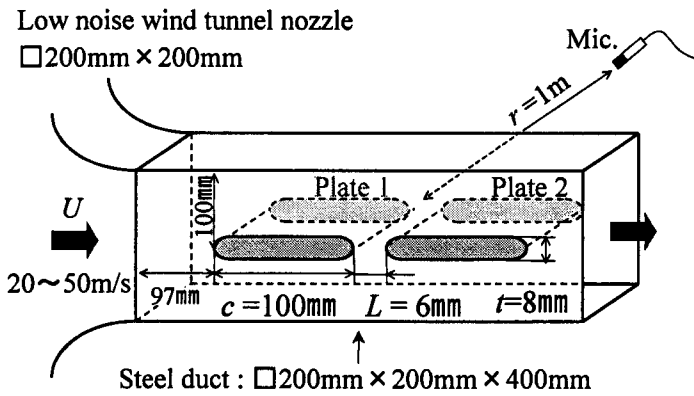 Low noise wind tunnel nozzle
□200mm × 200mm
Mic.
r=1m
Plate 1
Plate 2
100mm
U
20～50m/s
97mm
c =100mm
L = 6mm
t=8mm
Steel duct : □200mm × 200mm × 400mm